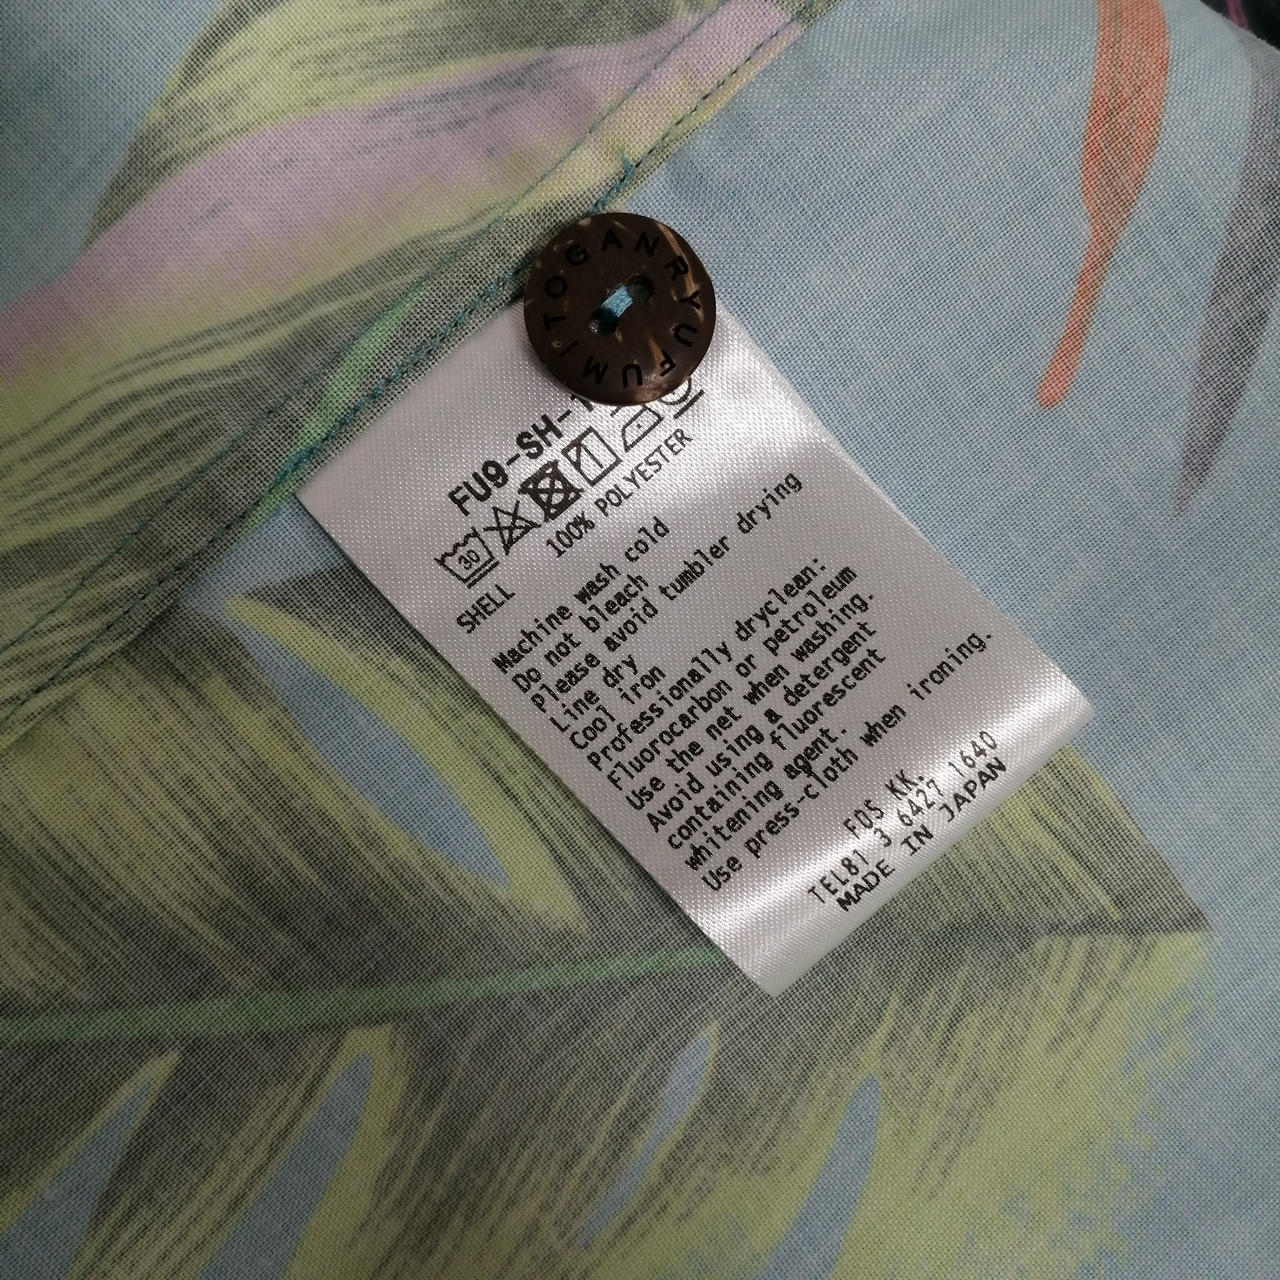 TOGA
N
RYUFUMI
FU9-SH-
30
SHELL 100% POLYESTER
Machine wash cold
Do not bleach
Please avoid tumbler drying
Line dry
Cool iron
Professionally dryclean:
Fluorocarbon or petroleum
Use the net when washing.
Avoid using a detergent
containing fluorescent
whitening agent.
Use press-cloth when ironing.
FOS KK.
TEL81 3 6427 1640
MADE IN JAPAN